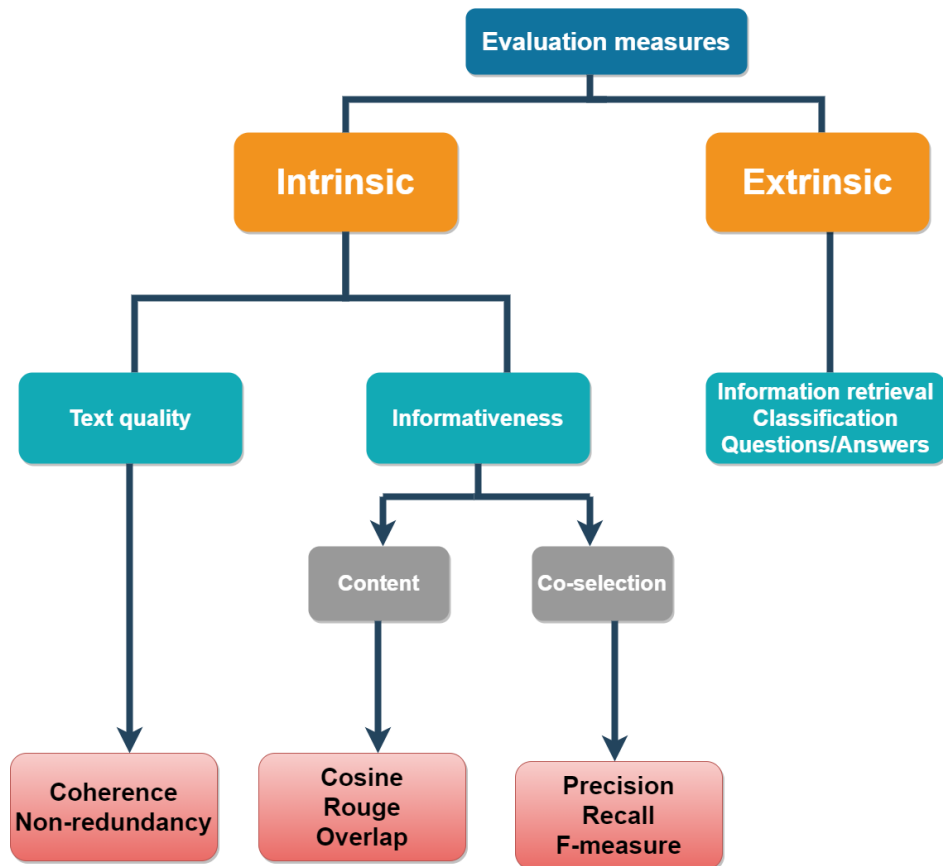 Evaluation measures
Intrinsic
Extrinsic
Text quality
Informativeness
Information retrieval
Classification
Questions/Answers
Content
Co-selection
Coherence
Non-redundancy
Cosine
Rouge
Overlap
Precision
Recall
F-measure